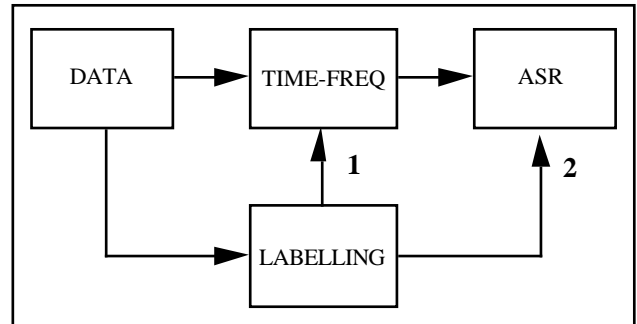 DATA
TIME-FREQ
ASR
1
2
LABELLING